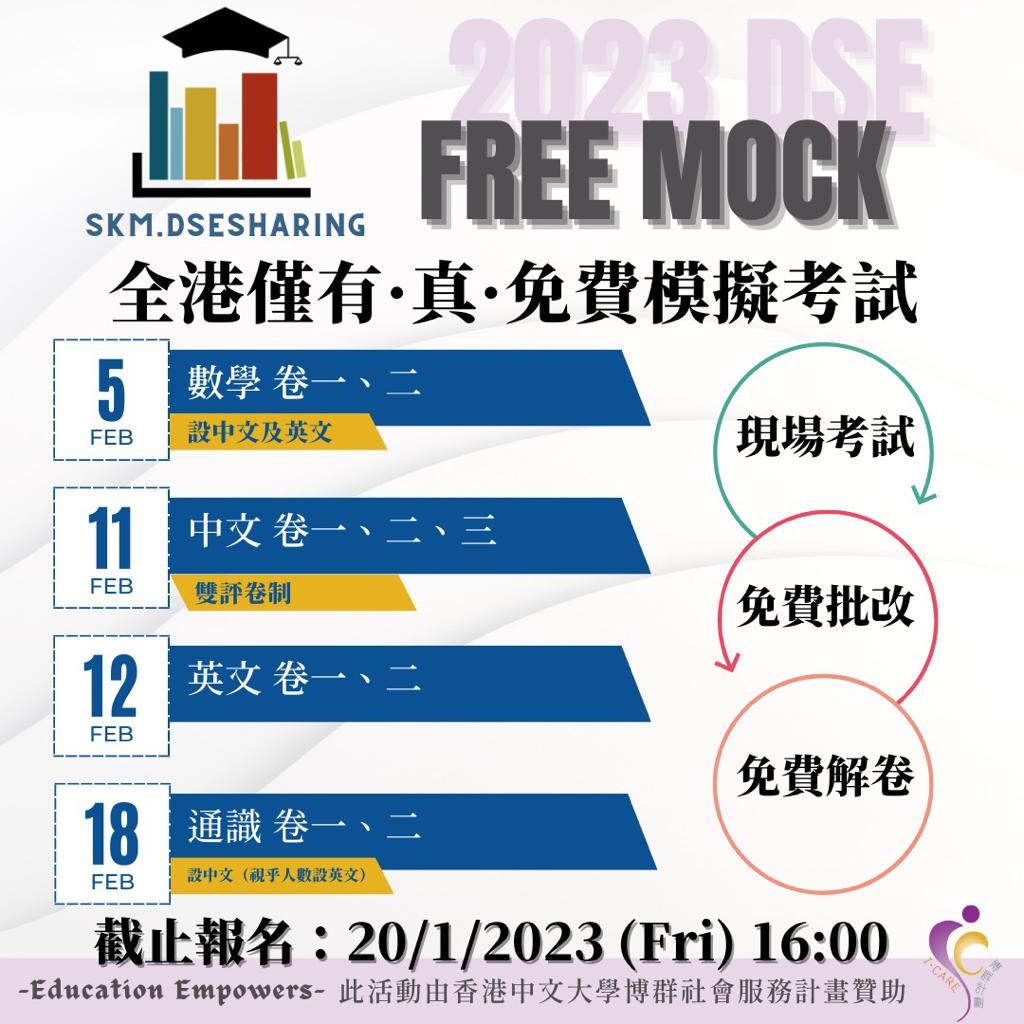 2023 DSE
FREE MOCK
SKM.DSESHARING
全港僅有·真·免費模擬考試
5
FEB
數學 卷一、二
設中文及英文
11
FEB
中文 卷一、二、三
雙評卷制
12
FEB
英文 卷一、二
18
FEB
通識 卷一、二
設中文（視乎人數設英文）
現場考試
免費批改
免費解卷
截止報名：20/1/2023 (Fri) 16:00
-Education Empowers- 此活動由香港中文大學博群社會服務計畫贊助
I·CARE
博群計劃